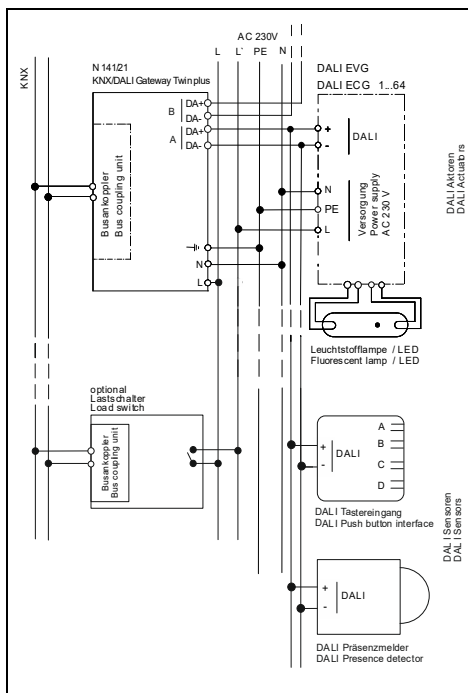 AC 230V
L L' PE N
KNX
N 141/21
KNX/DALI Gateway Twin plus
B
DA+
DA-
A
DA+
DA-
Busankoppler
Bus coupling unit
N
L
DALI EVG
DALI ECG 1...64
+
-
DALI
N
PE
L
Versorgung
Power supply
AC 230 V
DALI Aktoren
DALI Actuators
Leuchtstofflampe / LED
Fluorescent lamp / LED
optional
Lastschalter
Load switch
Busankoppler
Bus coupling unit
+
-
DALI
A
B
C
D
DALI Tastereingang
DALI Push button interface
DALI Sensoren
DALI Sensors
+
-
DALI
DALI Präsenzmelder
DALI Presence detector